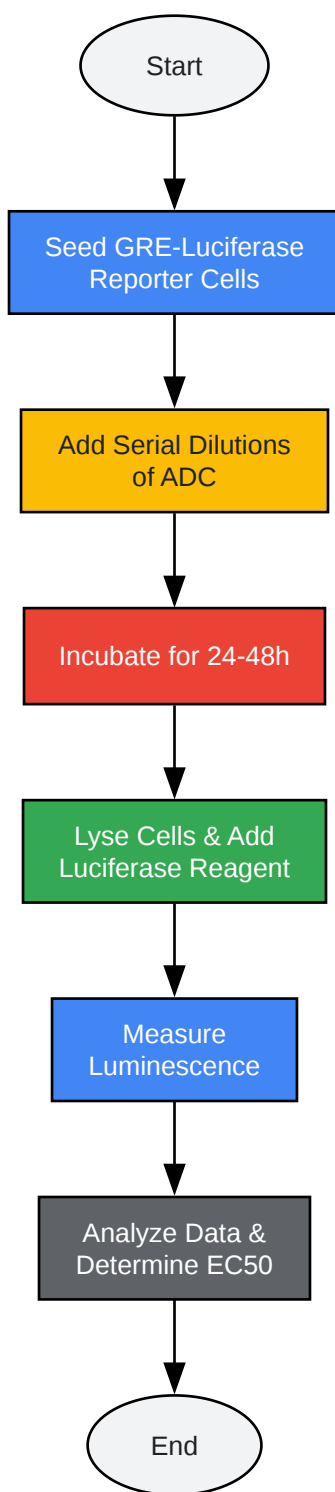 Start
Seed GRE-Luciferase
Reporter Cells
Add Serial Dilutions
of ADC
Incubate for 24-48h
Lyse Cells & Add
Luciferase Reagent
Measure
Luminescence
Analyze Data &
Determine EC50
End